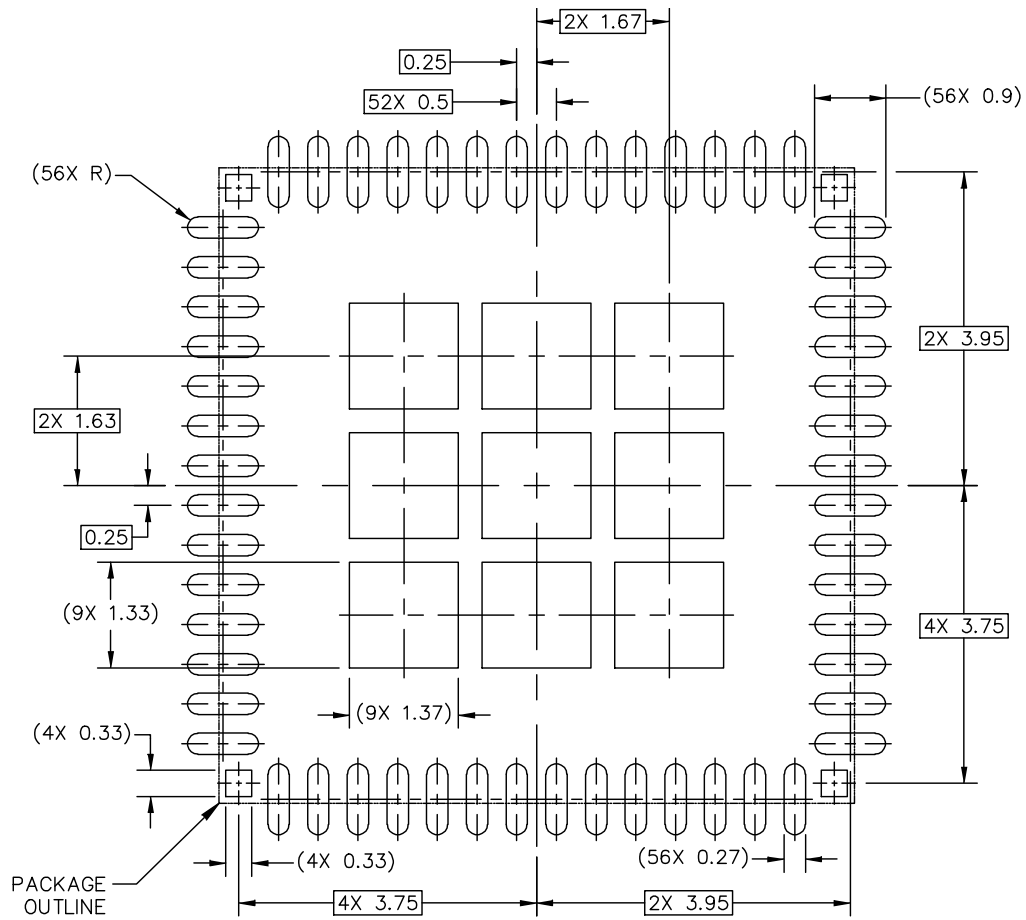 2X 1.67
0.25
52X 0.5
(56X 0.9)
(56X R)
2X 3.95
2X 1.63
0.25
(9X 1.33)
4X 3.75
(9X 1.37)
(4X 0.33)
(4X 0.33)
(56X 0.27)
PACKAGE
OUTLINE
4X 3.75
2X 3.95